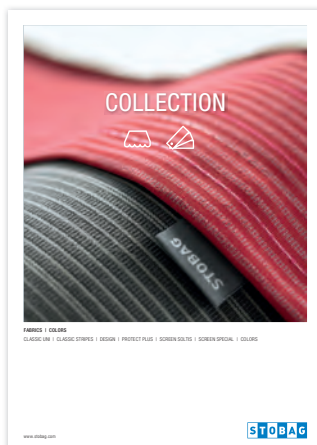 COLLECTION
STOBAG
FABRICS | COLORS
CLASSIC UNI | CLASSIC STRIPES | DESIGN | PROTECT PLUS | SCREEN SOLTIS | SCREEN SPECIAL | COLORS
www.stobag.com
STOBAG